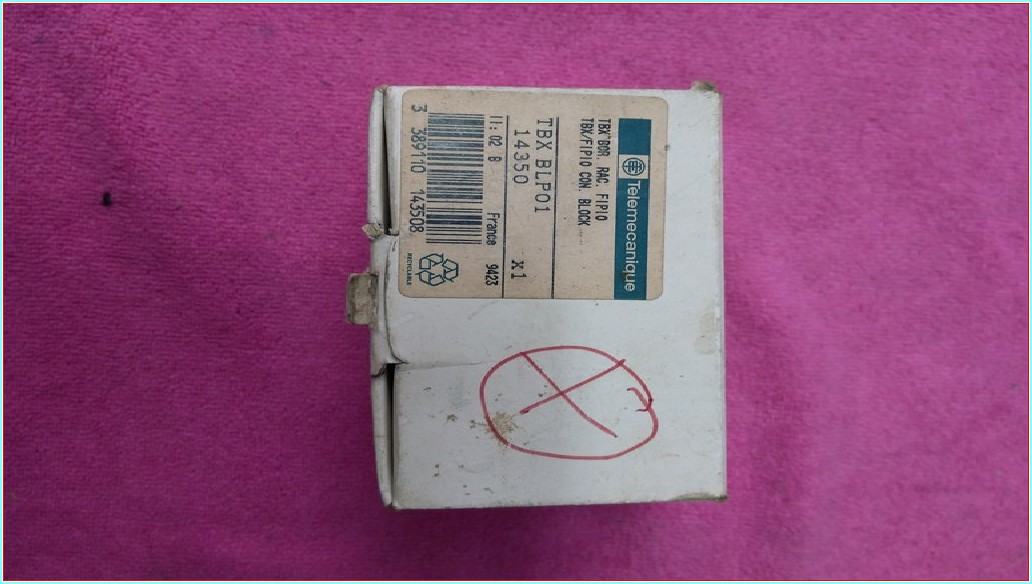 Telemecanique
TBX BOR. RAC. FIPIO
TBX/FIPIO CON. BLOCK
TBX BLP01
14350 x1
11:02 B France 9423
3 389110 143508
RECYCLABLE